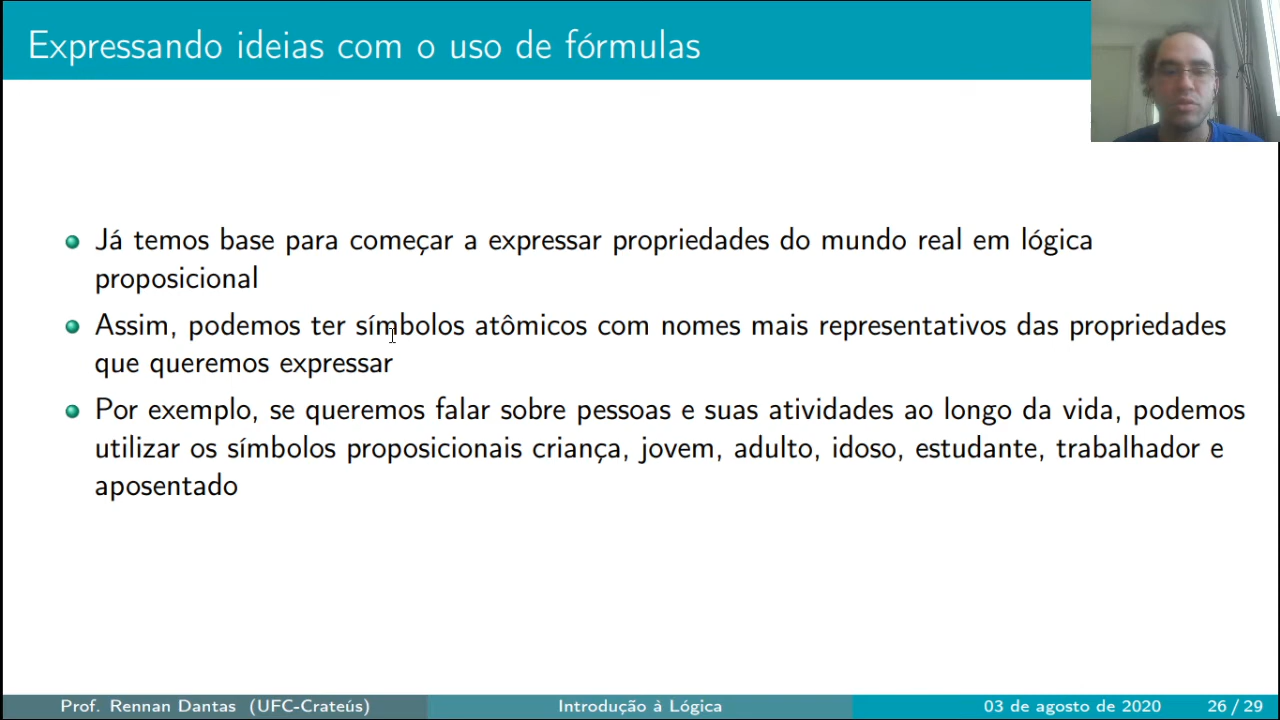 Expressando ideias com o uso de fórmulas
Já temos base para começar a expressar propriedades do mundo real em lógica
proposicional
Assim, podemos ter símbolos atômicos com nomes mais representativos das propriedades
que queremos expressar
Por exemplo, se queremos falar sobre pessoas e suas atividades ao longo da vida, podemos
utilizar os símbolos proposicionais criança, jovem, adulto, idoso, estudante, trabalhador e
aposentado
Prof. Rennan Dantas (UFC-Crateús) Introdução à Lógica 03 de agosto de 2020 26 / 29